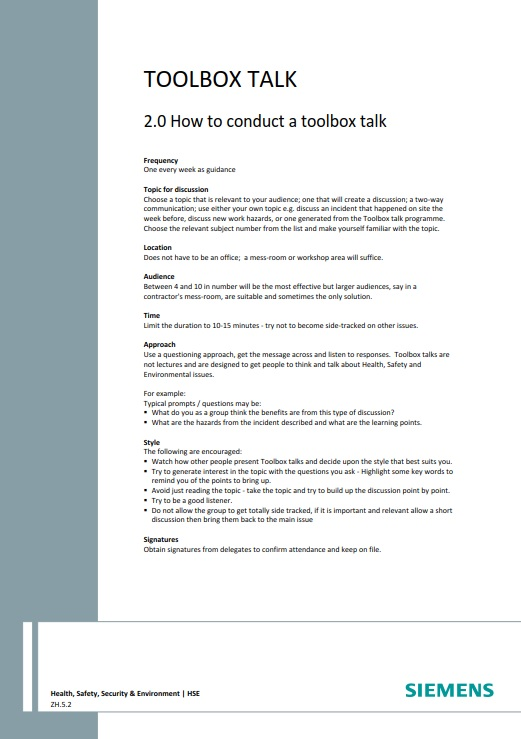 TOOLBOX TALK
2.0 How to conduct a toolbox talk
Frequency
One every week as guidance
Topic for discussion
Choose a topic that is relevant to your audience; one that will create a discussion; a two-way
communication; use either your own topic e.g. discuss an incident that happened on site the
week before, discuss new work hazards, or one generated from the Toolbox talk programme.
Choose the relevant subject number from the list and make yourself familiar with the topic.
Location
Does not have to be an office; a mess-room or workshop area will suffice.
Audience
Between 4 and 10 in number will be the most effective but larger audiences, say in a
contractor's mess-room, are suitable and sometimes the only solution.
Time
Limit the duration to 10-15 minutes - try not to become side-tracked on other issues.
Approach
Use a questioning approach, get the message across and listen to responses. Toolbox talks are
not lectures and are designed to get people to think and talk about Health, Safety and
Environmental issues.
For example:
Typical prompts / questions may be:
• What do you as a group think the benefits are from this type of discussion?
• What are the hazards from the incident described and what are the learning points.
Style
The following are encouraged:
• Watch how other people present Toolbox talks and decide upon the style that best suits you.
• Try to generate interest in the topic with the questions you ask - Highlight some key words to
remind you of the points to bring up.
• Avoid just reading the topic - take the topic and try to build up the discussion point by point.
• Try to be a good listener.
• Do not allow the group to get totally side tracked, if it is important and relevant allow a short
discussion then bring them back to the main issue
Signatures
Obtain signatures from delegates to confirm attendance and keep on file.
Health, Safety, Security & Environment | HSE
ZH.5.2
SIEMENS